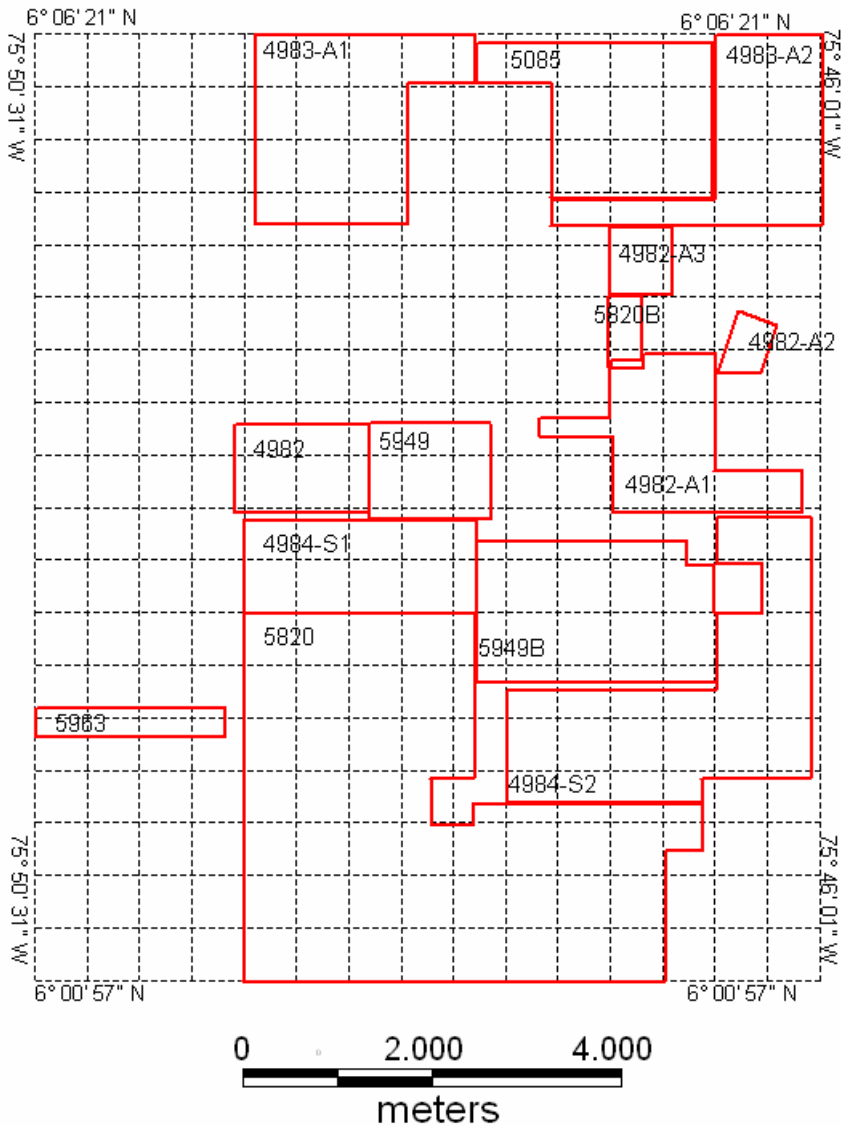 6° 06' 21" N
6° 06' 21" N
75° 50' 31" W
75° 46' 01" W
4983-A1
5085
4983-A2
4982-A3
5820B
4982-A2
4982
5949
4982-A1
4984-S1
5820
5949B
5963
4984-S2
75° 50' 31" W
75° 46' 01" W
6° 00' 57" N
6° 00' 57" N
0 2.000 4.000
meters